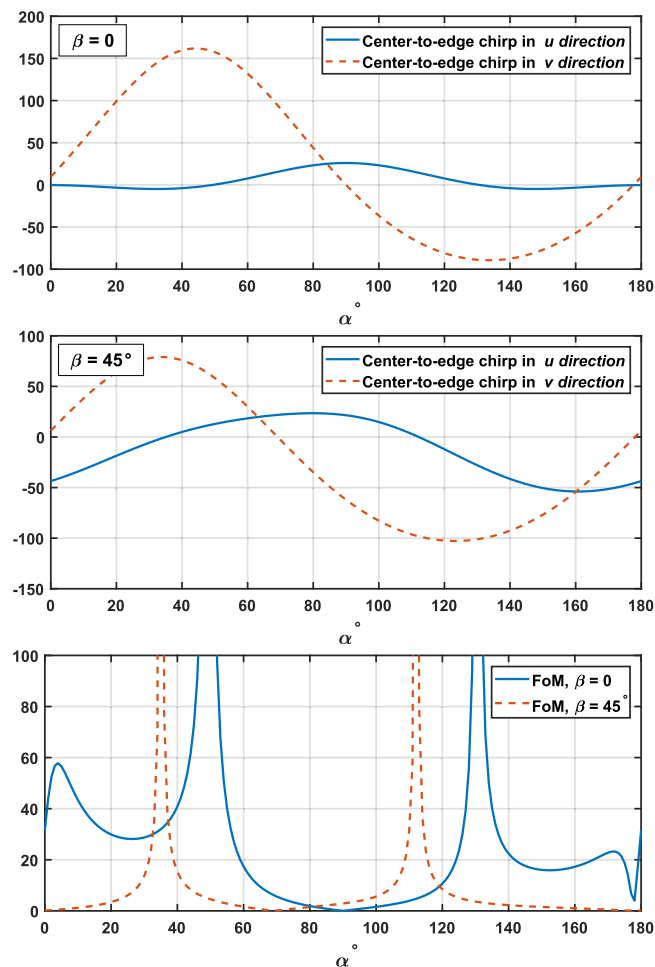 β = 0
Center-to-edge chirp in u direction
Center-to-edge chirp in v direction
200
150
100
50
0
-50
-100
0 20 40 60 80 100 120 140 160 180
α°
β = 45°
Center-to-edge chirp in u direction
Center-to-edge chirp in v direction
100
50
0
-50
-100
-150
0 20 40 60 80 100 120 140 160 180
α°
FoM, β = 0
FoM, β = 45°
100
80
60
40
20
0
0 20 40 60 80 100 120 140 160 180
α°